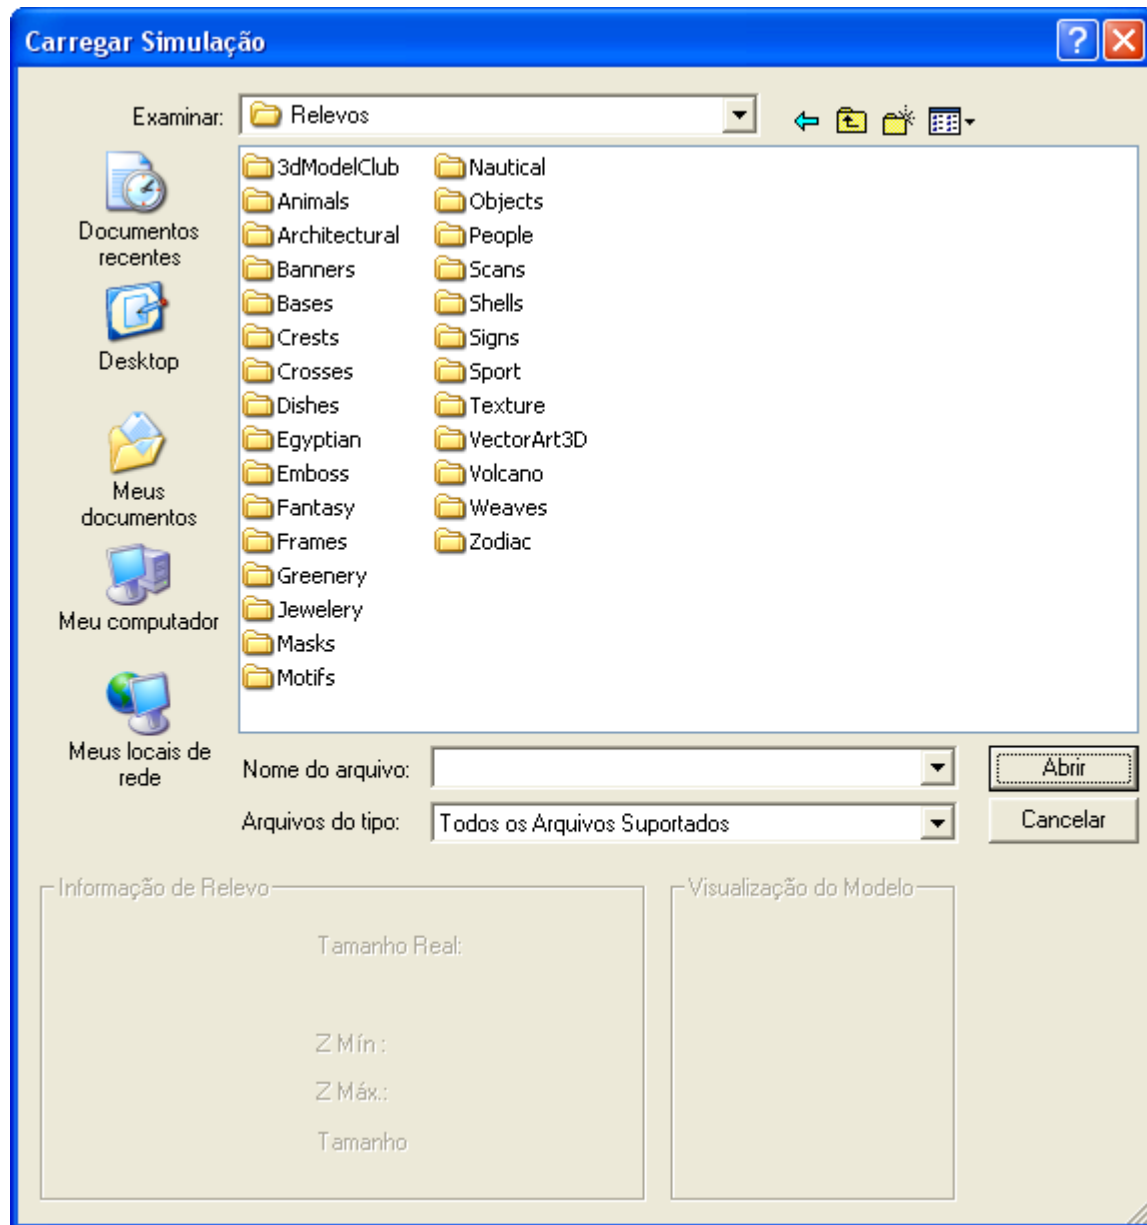 Carregar Simulação
Examinar:
Relevos
Documentos
recentes
Desktop
Meus
documentos
Meu computador
Meus locais de
rede
3dModelClub
Animals
Architectural
Banners
Bases
Crests
Crosses
Dishes
Egyptian
Emboss
Fantasy
Frames
Greenery
Jewelery
Masks
Motifs
Nautical
Objects
People
Scans
Shells
Signs
Sport
Texture
VectorArt3D
Volcano
Weaves
Zodiac
Nome do arquivo:
Abrir
Arquivos do tipo:
Todos os Arquivos Suportados
Cancelar
Informação de Relevo
Tamanho Real:
Z Mín :
Z Máx.:
Tamanho
Visualização do Modelo